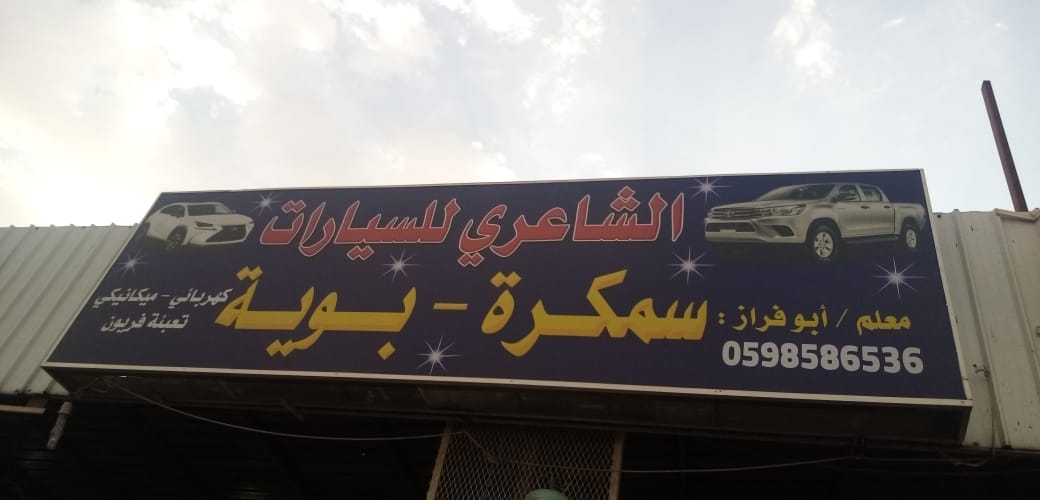 الشاعري للسيارات
سمكرة - بوية
معلم / أبو فراز :
0598586536
كهربائي - ميكانيكي
تعبئة فريون